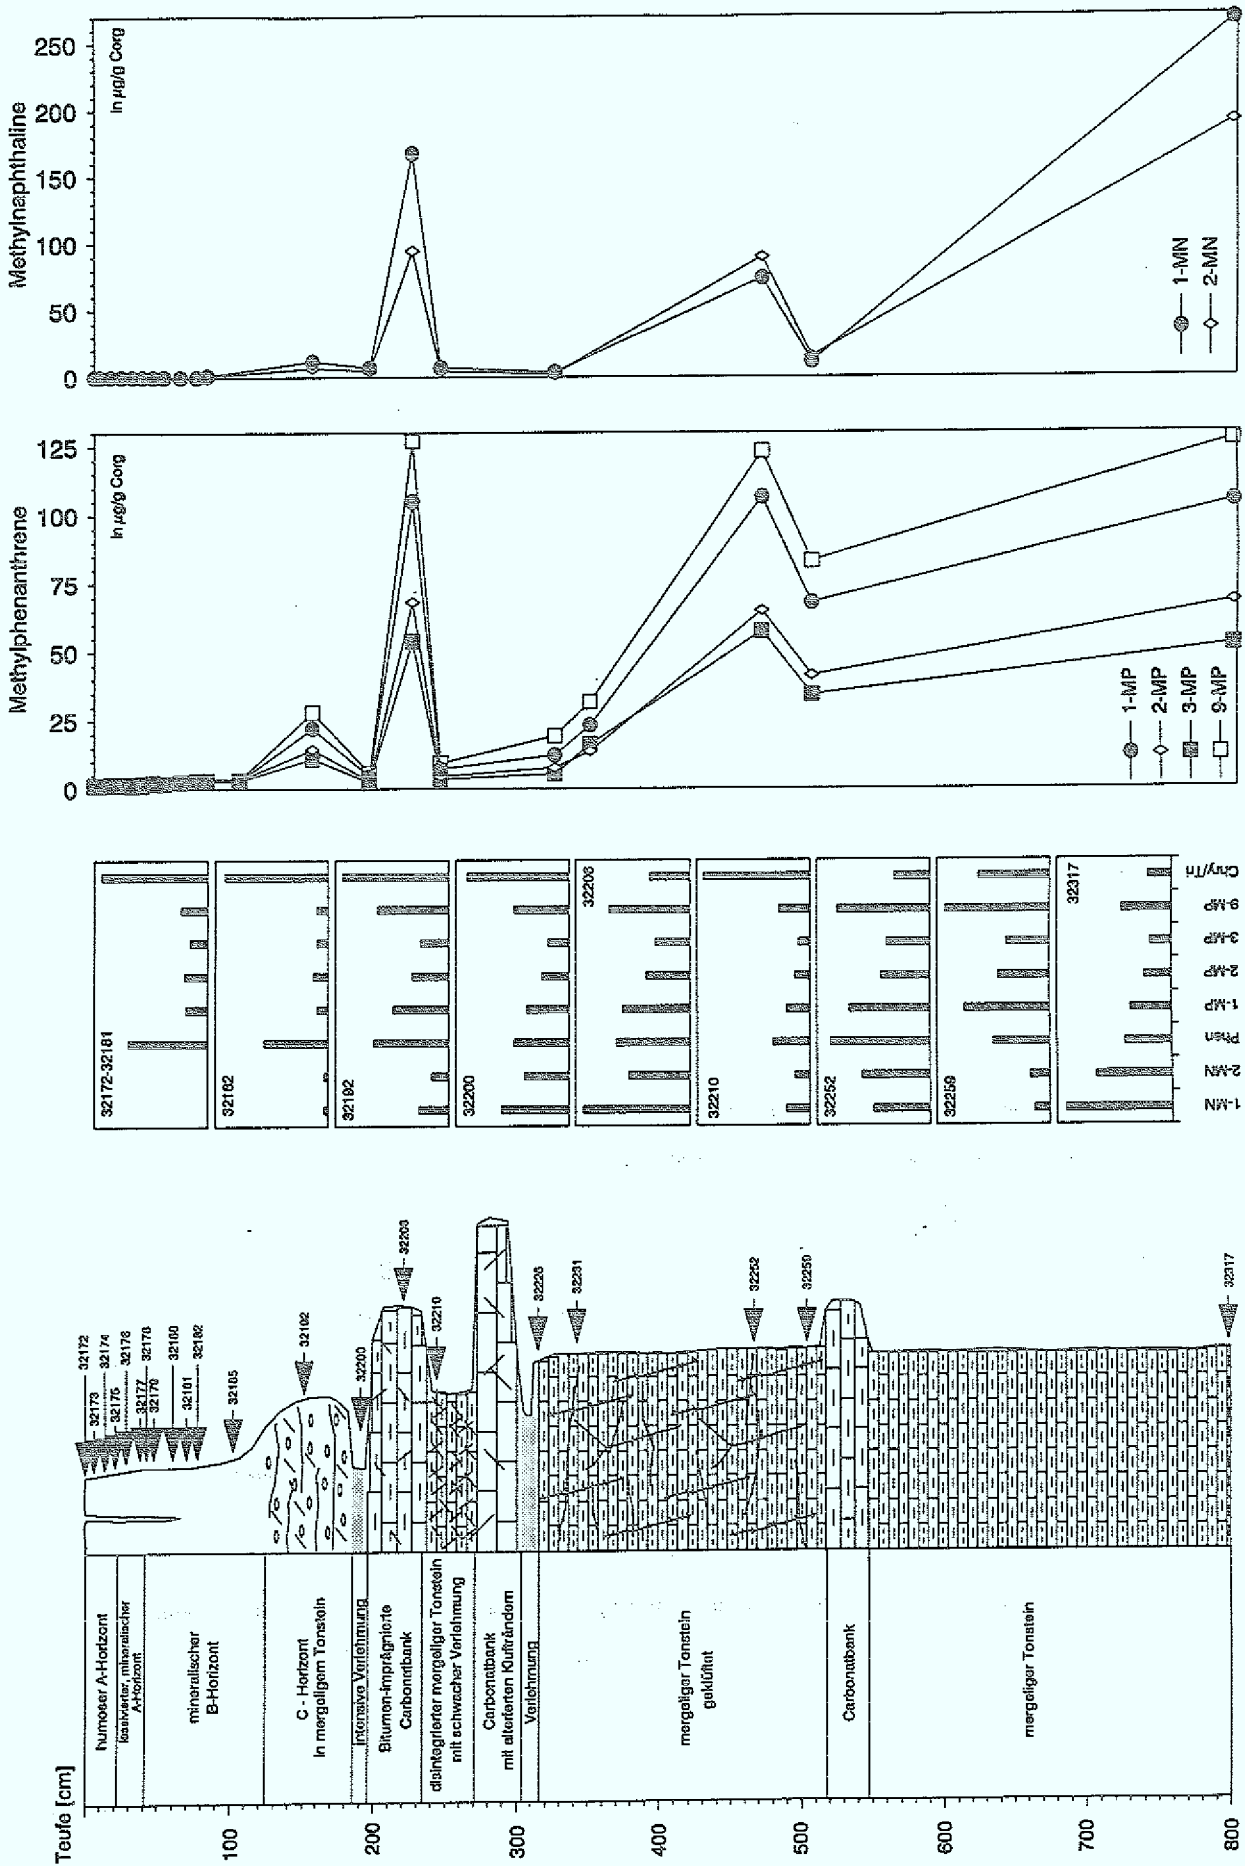 Methylnaphthaline
250
200
150
100
50
0
In µg/g Corg
1-MN
2-MN
Methylphenanthrene
125
100
75
50
25
0
In µg/g Corg
1-MP
2-MP
3-MP
9-MP
32172-32181
32182
32192
32200
32203
32210
32252
32259
32317
Chry/Tri
9-MP
3-MP
2-MP
1-MP
Phen
2-MN
1-MN
32172
32173
32174
32175
32176
32177
32178
32179
32180
32181
32182
32185
32192
32200
32203
32210
32225
32231
32252
32259
32317
humoser A-Horizont
lessivierter, mineralischer
A-Horizont
mineralischer
B-Horizont
C - Horizont
in mergeligem Tonstein
intensive Verlehmung
Bitumen-imprägnierte
Carbonatbank
disintegrierter mergeliger Tonstein
mit schwacher Verlehmung
Carbonatbank
mit alterierten Klufträndern
Verlehmung
mergeliger Tonstein
geklüftet
Carbonatbank
mergeliger Tonstein
Teufe [cm]
100
200
300
400
500
600
700
800